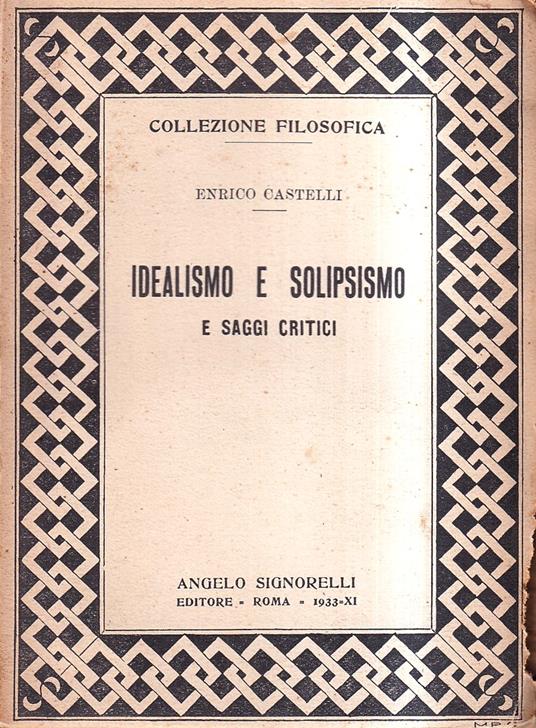 COLLEZIONE FILOSOFICA
ENRICO CASTELLI
IDEALISMO E SOLIPSISMO
E SAGGI CRITICI
ANGELO SIGNORELLI
EDITORE - ROMA - 1933-XI